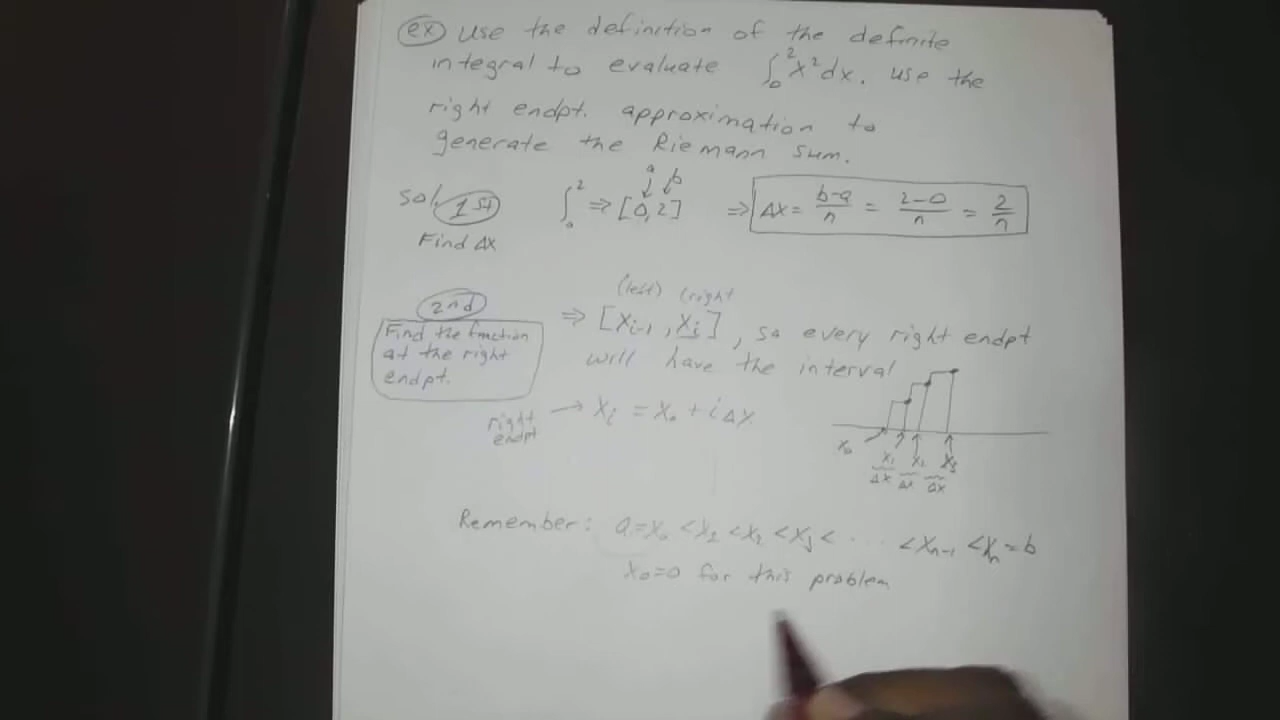 ex Use the definition of the definite
integral to evaluate ∫₀² x² dx. Use the
right endpt. approximation to
generate the Riemann sum.
a b
sol. 1st ∫₀² ⇒ [0,2] ⇒ Δx = (b-a)/n = (2-0)/n = 2/n
Find Δx
(left) (right
2nd ⇒ [xᵢ₋₁, xᵢ], so every right endpt
Find the function
at the right
endpt.
will have the interval
right
endpt → xᵢ = x₀ + iΔx
x₀ x₁ x₂ x₃
Δx Δx Δx
Remember: a = x₀ < x₁ < x₂ < x₃ < ... < xₙ₋₁ < xₙ = b
x₀=0 for this problem